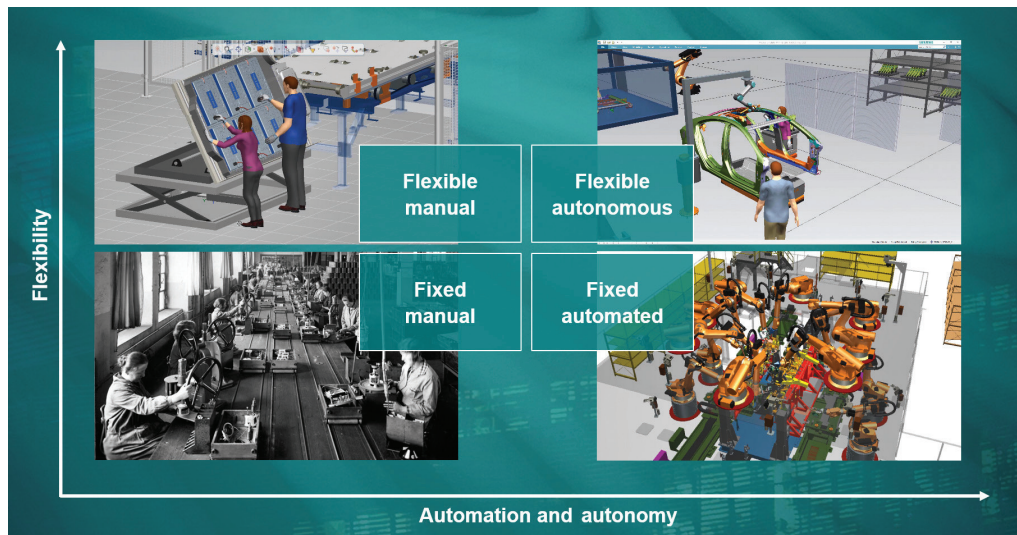 Flexible
manual
Flexible
autonomous
Fixed
manual
Fixed
automated
Flexibility
Automation and autonomy